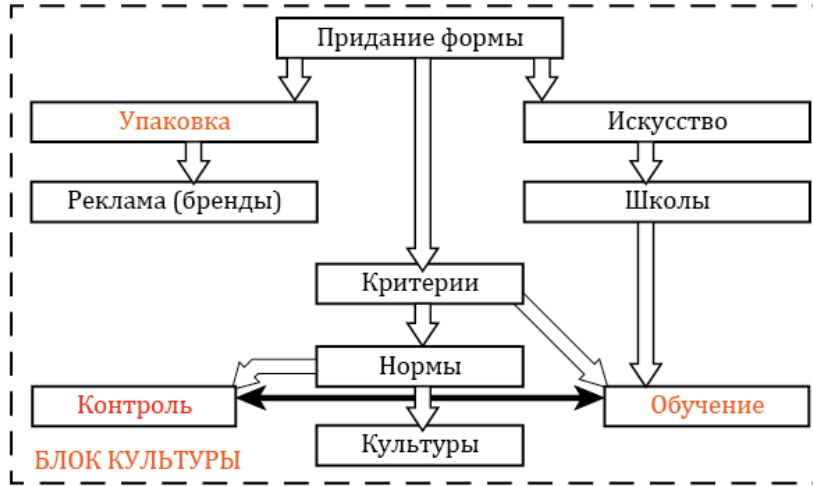 Придание формы
Упаковка
Искусство
Реклама (бренды)
Школы
Критерии
Нормы
Контроль
Обучение
Культуры
БЛОК КУЛЬТУРЫ